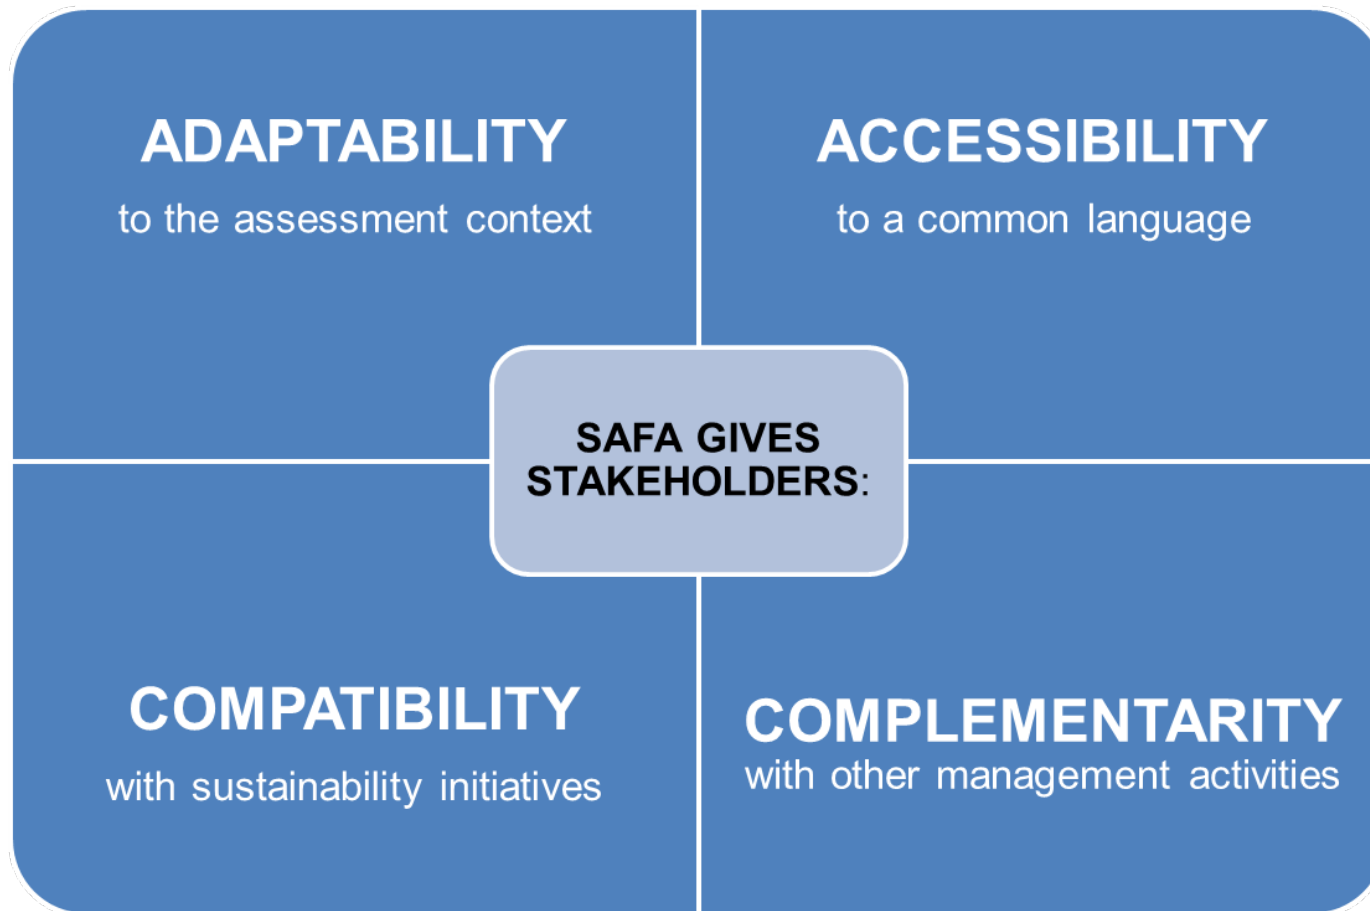 ADAPTABILITY
to the assessment context
ACCESSIBILITY
to a common language
SAFA GIVES
STAKEHOLDERS:
COMPATIBILITY
with sustainability initiatives
COMPLEMENTARITY
with other management activities